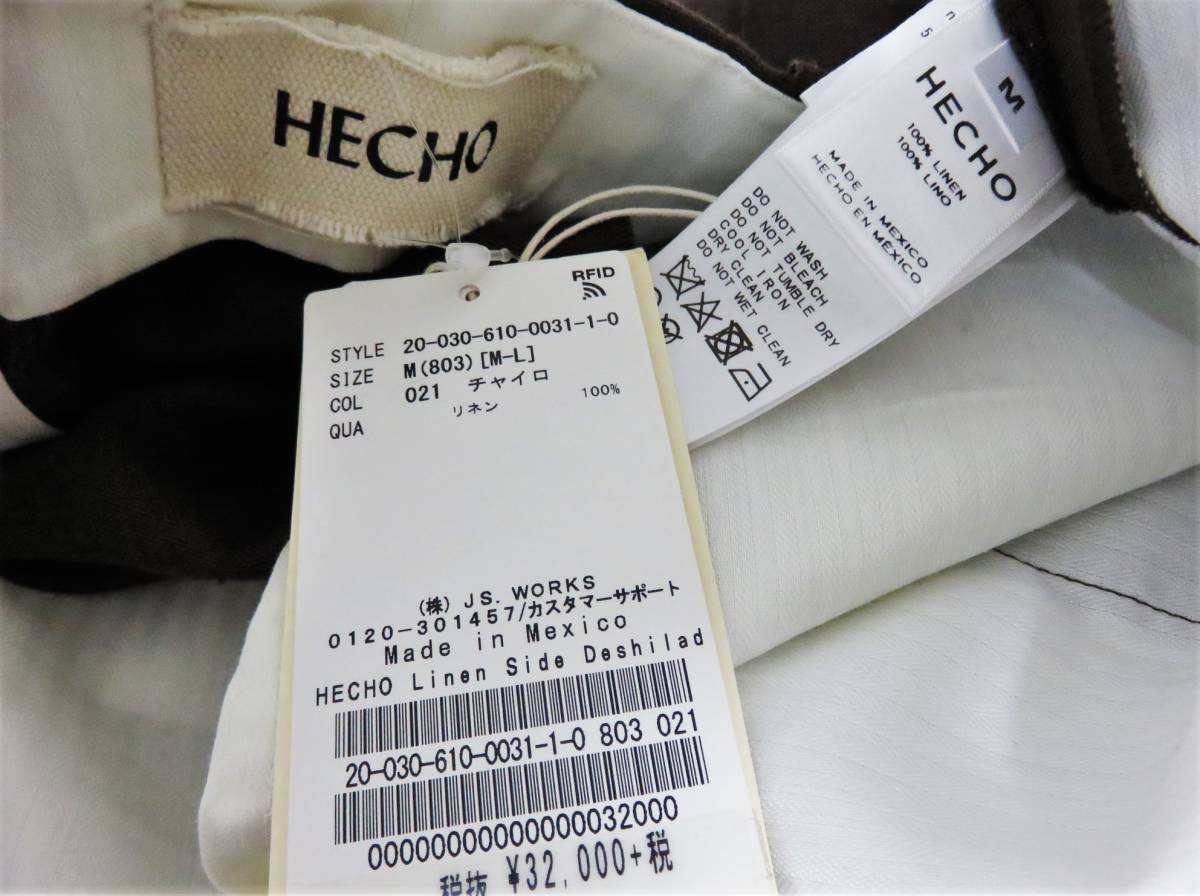 HECHO
M
HECHO
100% LINEN
100% LINO
MADE IN MEXICO
HECHO EN MÉXICO
DO NOT WASH
DO NOT BLEACH
DO NOT TUMBLE DRY
COOL IRON
DRY CLEAN
DO NOT WET CLEAN
RFID
STYLE 20-030-610-0031-1-0
SIZE M(803)[M-L]
COL 021 チャイロ
QUA リネン 100%
(株) JS. WORKS
0120-301457/カスタマーサポート
Made in Mexico
HECHO Linen Side Deshilad
20-030-610-0031-1-0 803 021
00000000000000032000
税抜 ¥32,000+税